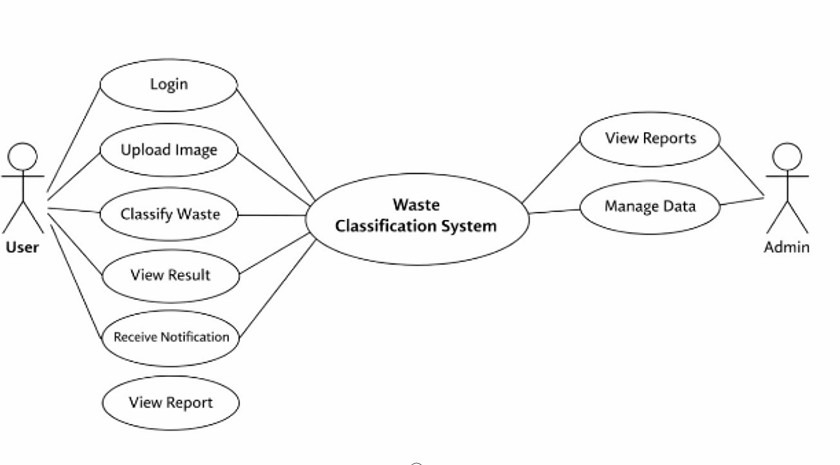 Login
Upload Image
Classify Waste
View Result
Receive Notification
View Report
User
Waste
Classification System
View Reports
Manage Data
Admin